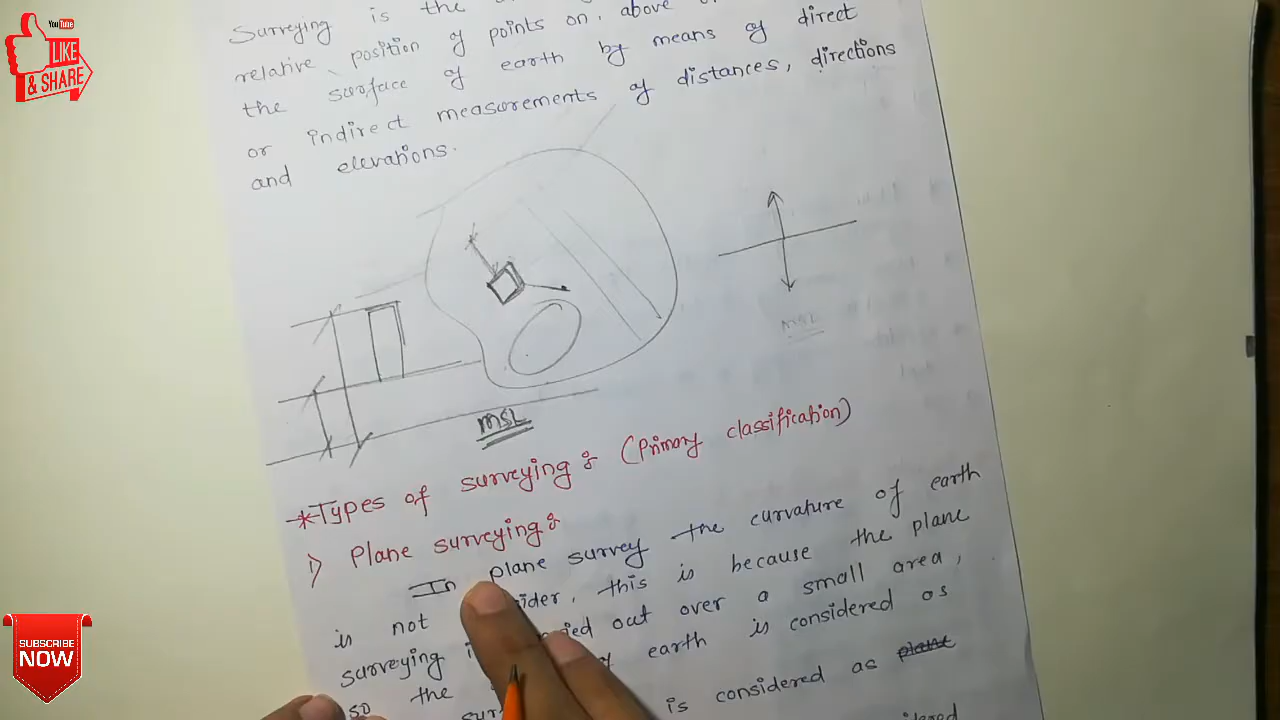 Surveying is the
relative position of points on, above
the surface of earth by means of direct
or indirect measurements of distances, directions
and elevations.
MSL
MSL
*Types of surveying : (Primary classification)
1) Plane surveying :
In plane survey the curvature of earth
is not sider, this is because the plane
surveying ied out over a small area,
so the earth is considered as
is considered as
YouTube
LIKE
& SHARE
SUBSCRIBE
NOW